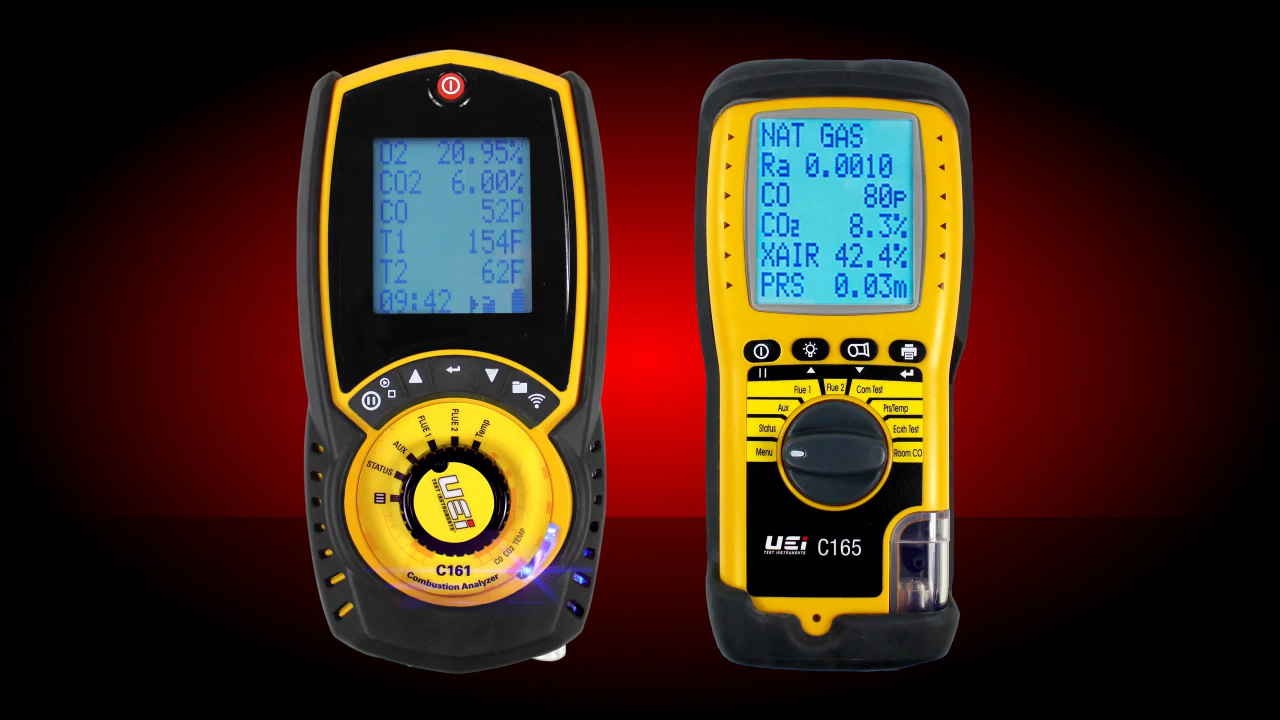 O2 20.95%
CO2 6.00%
CO 52P
T1 154F
T2 62F
09:42
STATUS
AUX
FLUE 1
FLUE 2
Temp
UEi
TEST INSTRUMENTS
CO CO2 TEMP
C161
Combustion Analyzer
NAT GAS
Ra 0.0010
CO 80p
CO₂ 8.3%
XAIR 42.4%
PRS 0.03m
Menu
Status
Aux
Flue 1
Flue 2
Com Test
Prs/Temp
Ecxh Test
Room CO
UEi
TEST INSTRUMENTS
C165